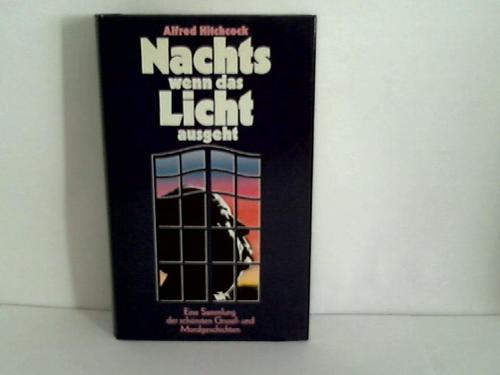 Alfred Hitchcock
Nachts
wenn das
Licht
ausgeht
Eine Sammlung
der schönsten Grusel- und
Mordgeschichten